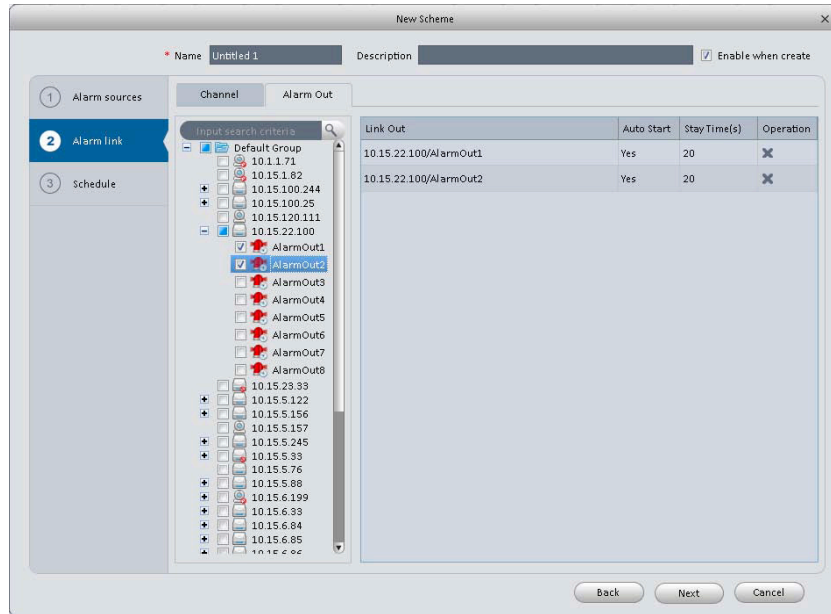 New Scheme
* Name Untitled 1 Description Enable when create
1 Alarm sources
2 Alarm link
3 Schedule
Channel Alarm Out
Input search criteria
Default Group
10.1.1.71
10.15.1.82
10.15.100.244
10.15.100.25
10.15.120.111
10.15.22.100
AlarmOut1
AlarmOut2
AlarmOut3
AlarmOut4
AlarmOut5
AlarmOut6
AlarmOut7
AlarmOut8
10.15.23.33
10.15.5.122
10.15.5.156
10.15.5.157
10.15.5.245
10.15.5.33
10.15.5.76
10.15.5.88
10.15.6.199
10.15.6.33
10.15.6.84
10.15.6.85
Link Out Auto Start Stay Time(s) Operation
10.15.22.100/AlarmOut1 Yes 20
10.15.22.100/AlarmOut2 Yes 20
Back Next Cancel